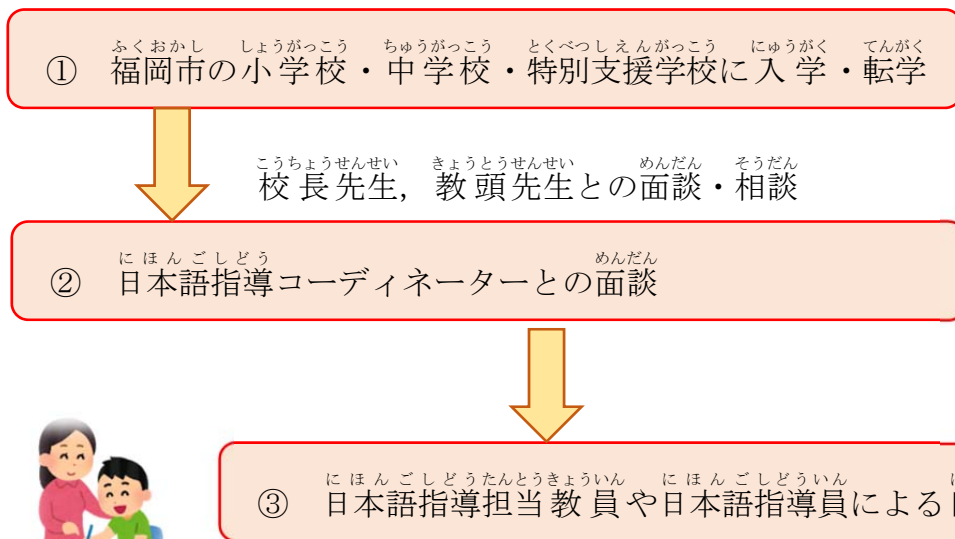 ふくおかし しょうがっこう ちゅうがっこう とくべつしえんがっこう にゅうがく てんがく
① 福岡市の小学校・中学校・特別支援学校に入学・転学
こうちょうせんせい きょうとうせんせい めんだん そうだん
校長先生，教頭先生との面談・相談
にほんごしどう めんだん
② 日本語指導コーディネーターとの面談
にほんごしどうたんとうきょういん にほんごしどういん
③ 日本語指導担当教員や日本語指導員による